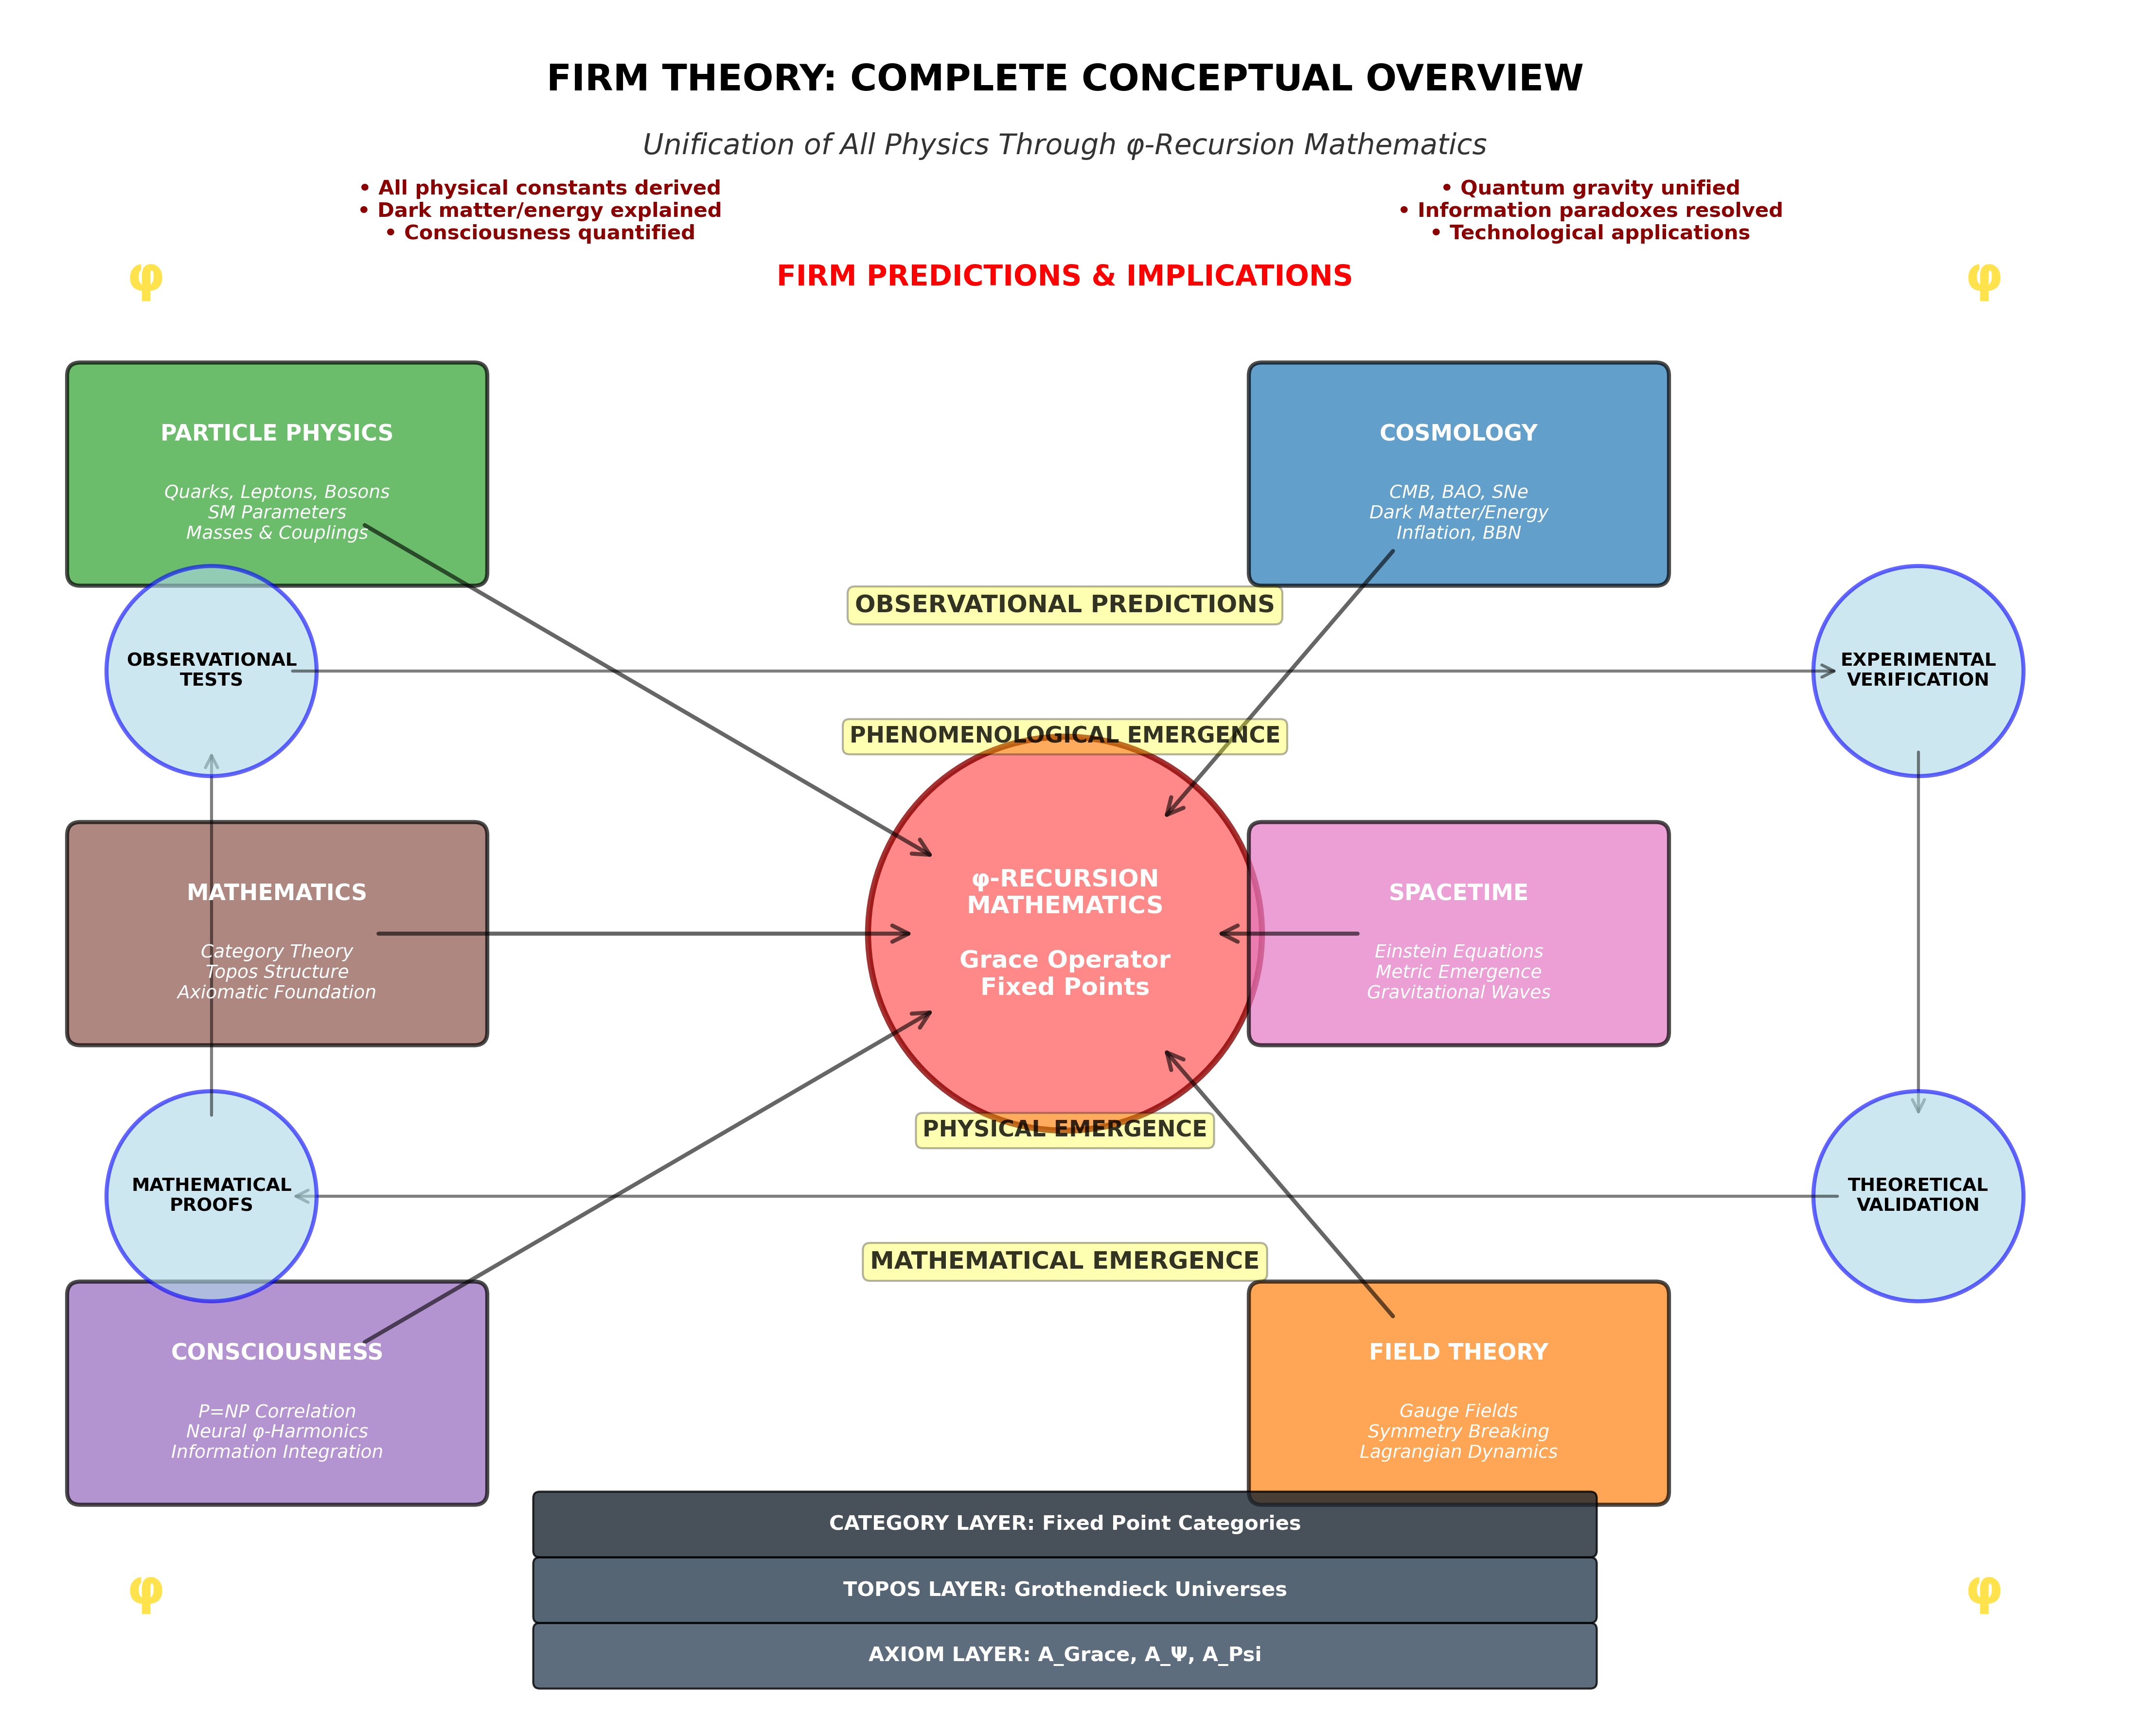 FIRM THEORY: COMPLETE CONCEPTUAL OVERVIEW
Unification of All Physics Through φ-Recursion Mathematics
• All physical constants derived
• Dark matter/energy explained
• Consciousness quantified
• Quantum gravity unified
• Information paradoxes resolved
• Technological applications
φ
FIRM PREDICTIONS & IMPLICATIONS
φ
PARTICLE PHYSICS
Quarks, Leptons, Bosons
SM Parameters
Masses & Couplings
COSMOLOGY
CMB, BAO, SNe
Dark Matter/Energy
Inflation, BBN
OBSERVATIONAL PREDICTIONS
OBSERVATIONAL
TESTS
EXPERIMENTAL
VERIFICATION
PHENOMENOLOGICAL EMERGENCE
MATHEMATICS
Category Theory
Topos Structure
Axiomatic Foundation
φ-RECURSION
MATHEMATICS
Grace Operator
Fixed Points
SPACETIME
Einstein Equations
Metric Emergence
Gravitational Waves
PHYSICAL EMERGENCE
MATHEMATICAL
PROOFS
THEORETICAL
VALIDATION
MATHEMATICAL EMERGENCE
CONSCIOUSNESS
P=NP Correlation
Neural φ-Harmonics
Information Integration
FIELD THEORY
Gauge Fields
Symmetry Breaking
Lagrangian Dynamics
CATEGORY LAYER: Fixed Point Categories
φ
TOPOS LAYER: Grothendieck Universes
φ
AXIOM LAYER: A_Grace, A_Ψ, A_Psi